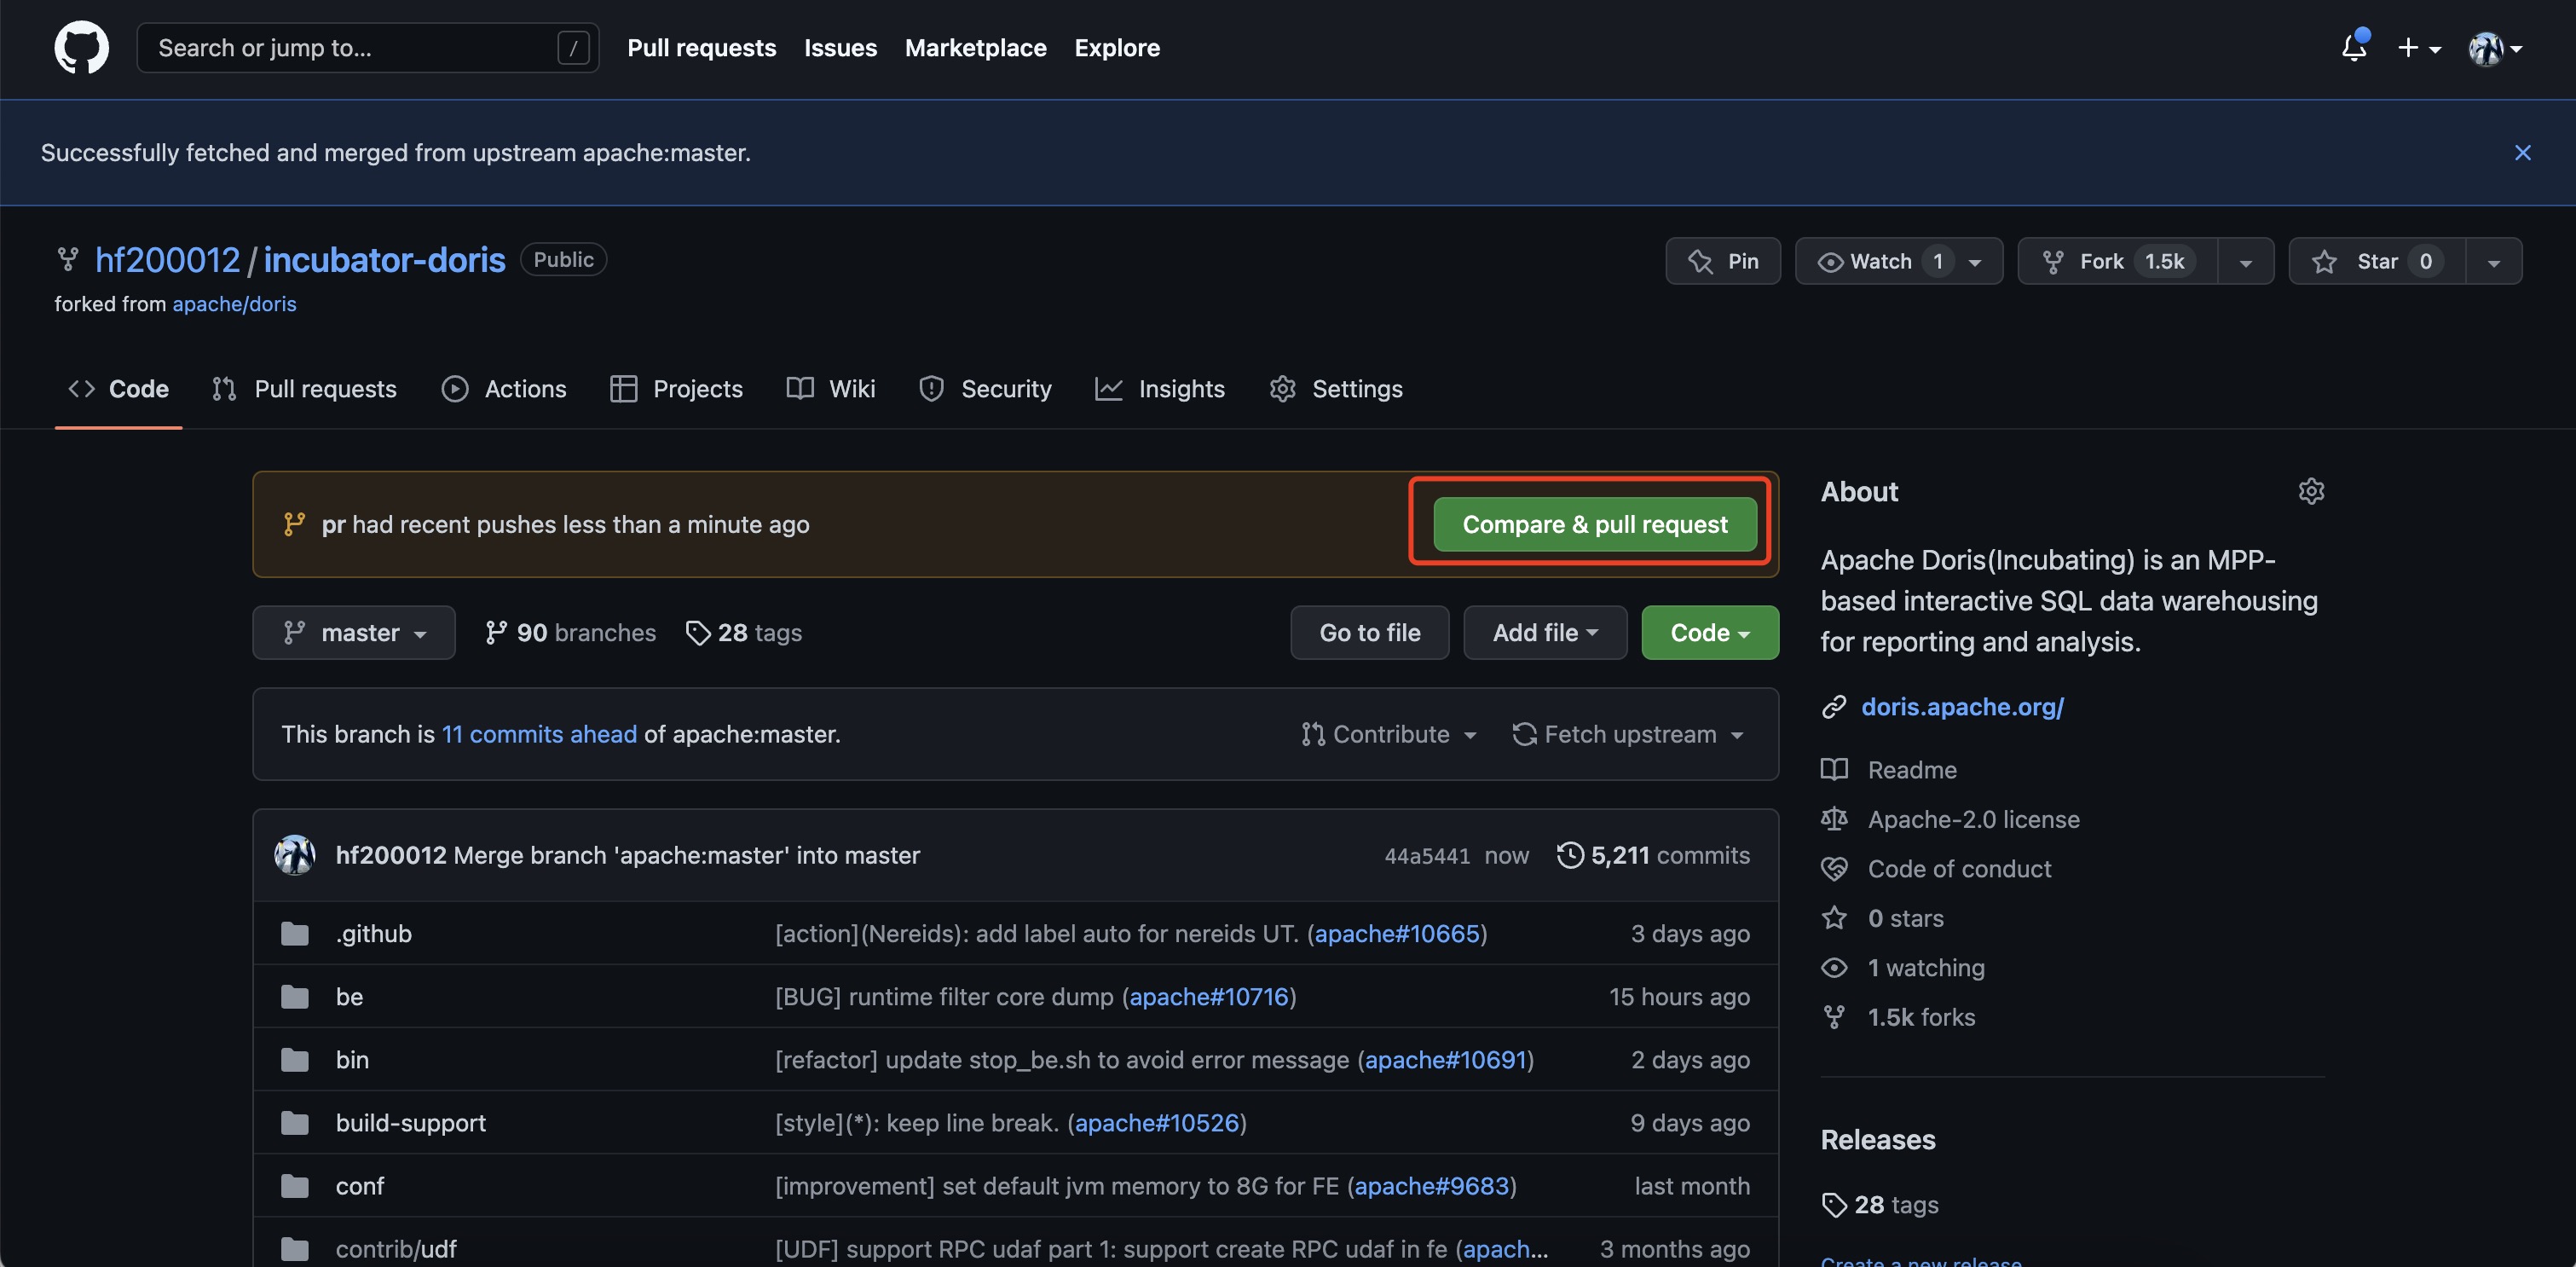 Search or jump to... /
Pull requests Issues Marketplace Explore
Successfully fetched and merged from upstream apache:master.
hf200012 / incubator-doris Public
Pin Watch 1 Fork 1.5k Star 0
forked from apache/doris
Code Pull requests Actions Projects Wiki Security Insights Settings
pr had recent pushes less than a minute ago Compare & pull request
master 90 branches 28 tags Go to file Add file Code
This branch is 11 commits ahead of apache:master. Contribute Fetch upstream
hf200012 Merge branch 'apache:master' into master 44a5441 now 5,211 commits
.github [action](Nereids): add label auto for nereids UT. (apache#10665) 3 days ago
be [BUG] runtime filter core dump (apache#10716) 15 hours ago
bin [refactor] update stop_be.sh to avoid error message (apache#10691) 2 days ago
build-support [style](*): keep line break. (apache#10526) 9 days ago
conf [improvement] set default jvm memory to 8G for FE (apache#9683) last month
contrib/udf [UDF] support RPC udaf part 1: support create RPC udaf in fe (apach... 3 months ago
About
Apache Doris(Incubating) is an MPP-
based interactive SQL data warehousing
for reporting and analysis.
doris.apache.org/
Readme
Apache-2.0 license
Code of conduct
0 stars
1 watching
1.5k forks
Releases
28 tags
Create a new release